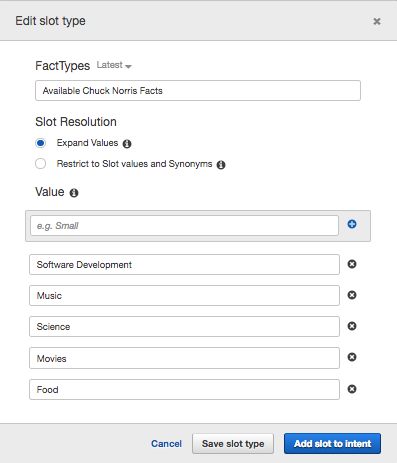 Edit slot type
FactTypes Latest
Available Chuck Norris Facts
Slot Resolution
Expand Values
Restrict to Slot values and Synonyms
Value
e.g. Small
Software Development
Music
Science
Movies
Food
Cancel Save slot type Add slot to intent